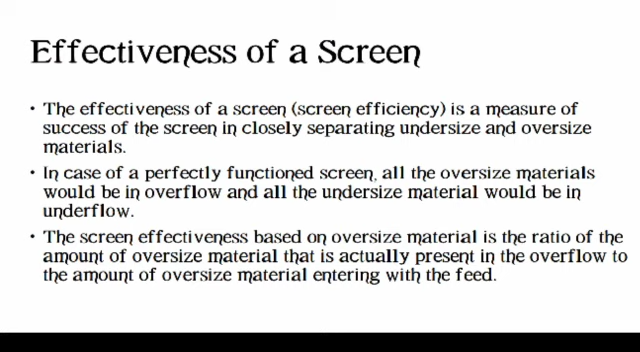 Effectiveness of a Screen
• The effectiveness of a screen (screen efficiency) is a measure of
success of the screen in closely separating undersize and oversize
materials.
• In case of a perfectly functioned screen, all the oversize materials
would be in overflow and all the undersize material would be in
underflow.
• The screen effectiveness based on oversize material is the ratio of the
amount of oversize material that is actually present in the overflow to
the amount of oversize material entering with the feed.